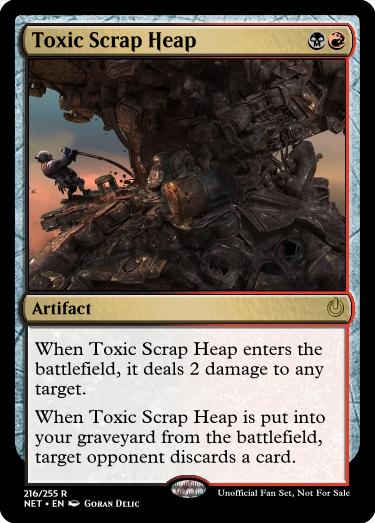 Toxic Scrap Heap
Artifact
When Toxic Scrap Heap enters the
battlefield, it deals 2 damage to any
target.
When Toxic Scrap Heap is put into
your graveyard from the battlefield,
target opponent discards a card.
216/255 R
NET • EN GORAN DELIC
Unofficial Fan Set, Not For Sale